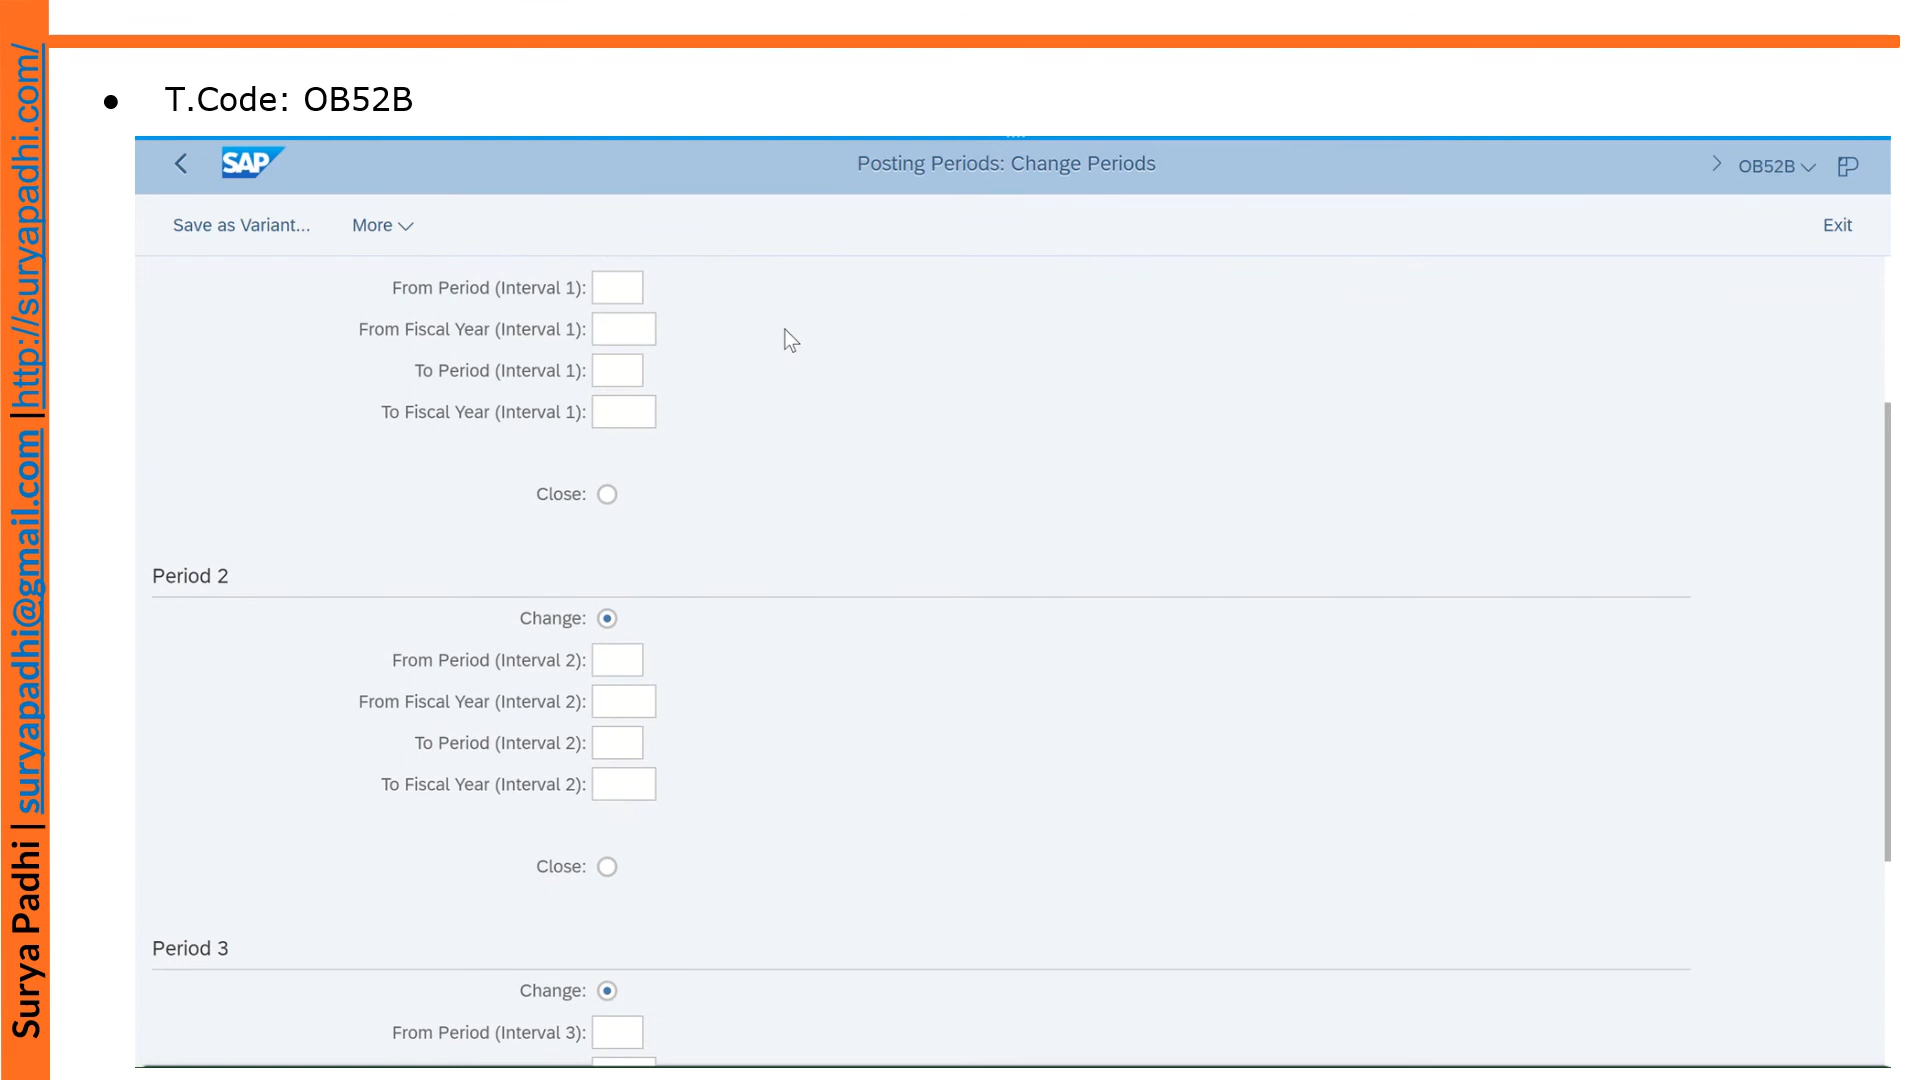 T.Code: OB52B
SAP
Posting Periods: Change Periods
OB52B
Save as Variant...
More
Exit
From Period (Interval 1):
From Fiscal Year (Interval 1):
To Period (Interval 1):
To Fiscal Year (Interval 1):
Close:
Period 2
Change:
From Period (Interval 2):
From Fiscal Year (Interval 2):
To Period (Interval 2):
To Fiscal Year (Interval 2):
Close:
Period 3
Change:
From Period (Interval 3):
Surya Padhi | suryapadhi@gmail.com |http://suryapadhi.com/